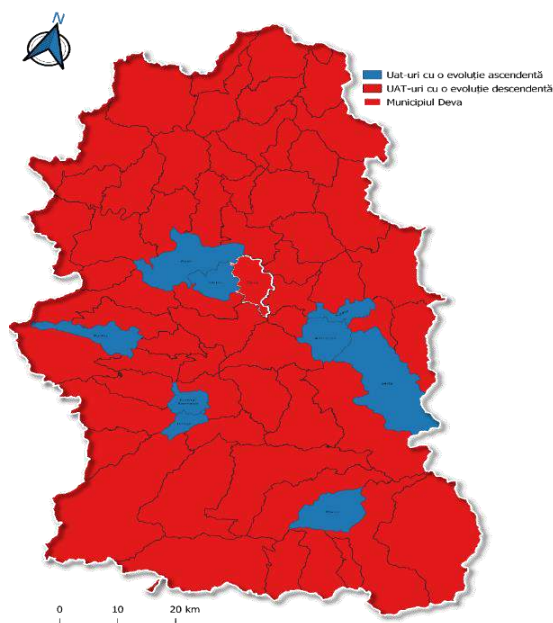 N
Uat-uri cu o evoluție ascendentă
UAT-uri cu o evoluție descendentă
Municipiul Deva
0 10 20 km